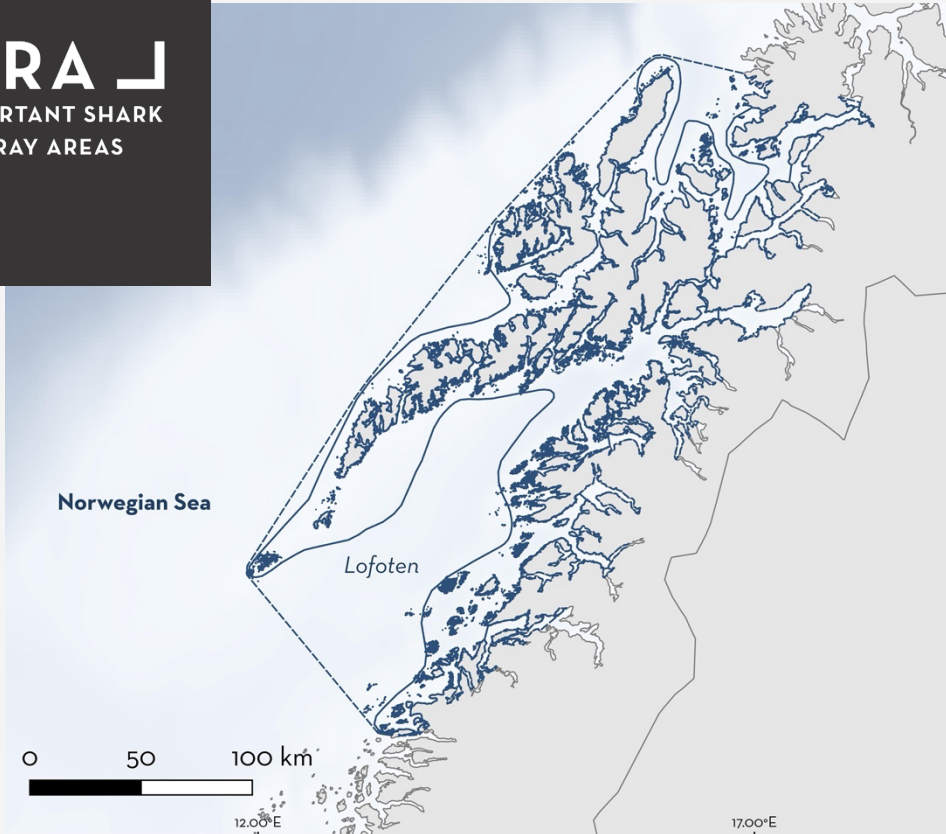 RA
RTANT SHARK
RAY AREAS
Norwegian Sea
Lofoten
0 50 100 km
12.00°E 17.00°E